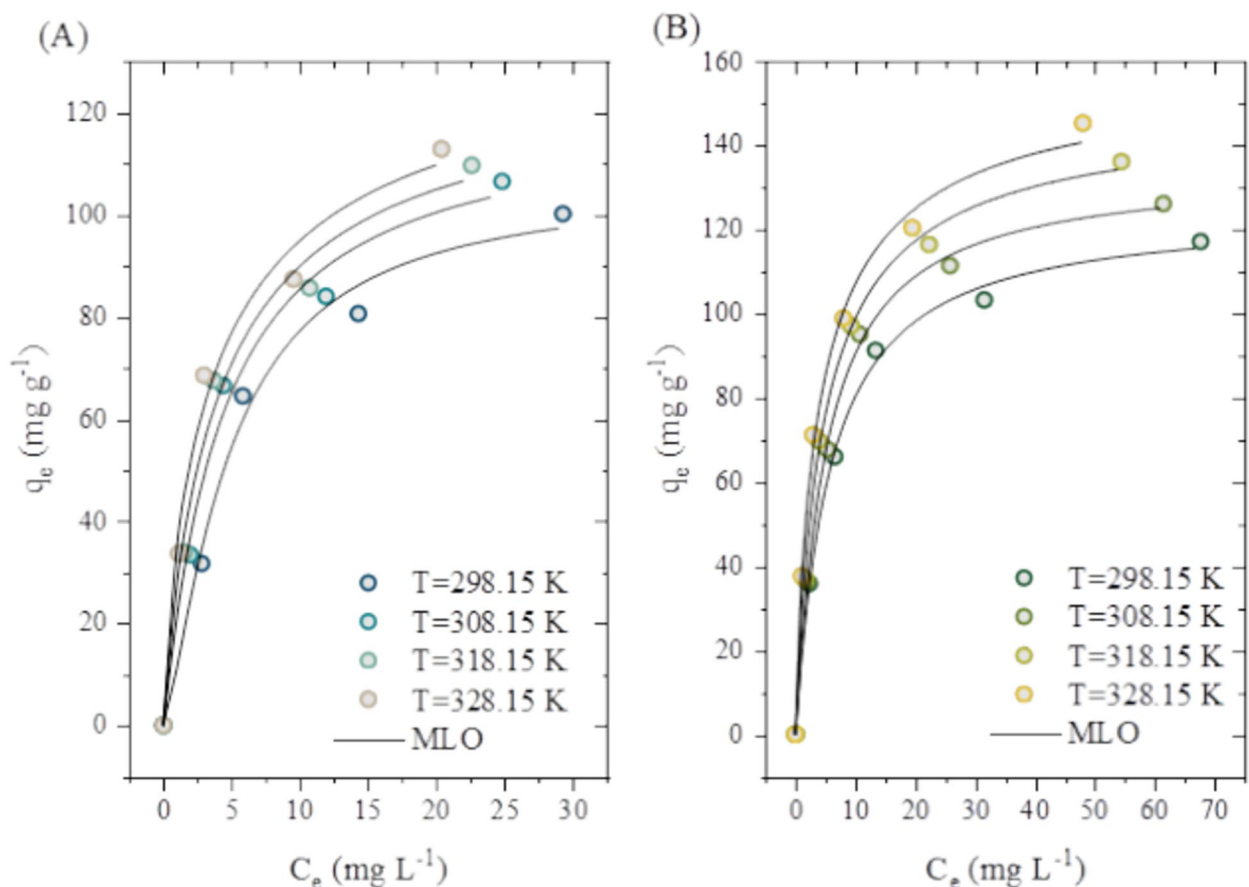 (A)
120
100
80
60
40
20
0
qₑ (mg g⁻¹)
T=298.15 K
T=308.15 K
T=318.15 K
T=328.15 K
MLO
0 5 10 15 20 25 30
Cₑ (mg L⁻¹)
(B)
160
140
120
100
80
60
40
20
0
qₑ (mg g⁻¹)
T=298.15 K
T=308.15 K
T=318.15 K
T=328.15 K
MLO
0 10 20 30 40 50 60 70
Cₑ (mg L⁻¹)